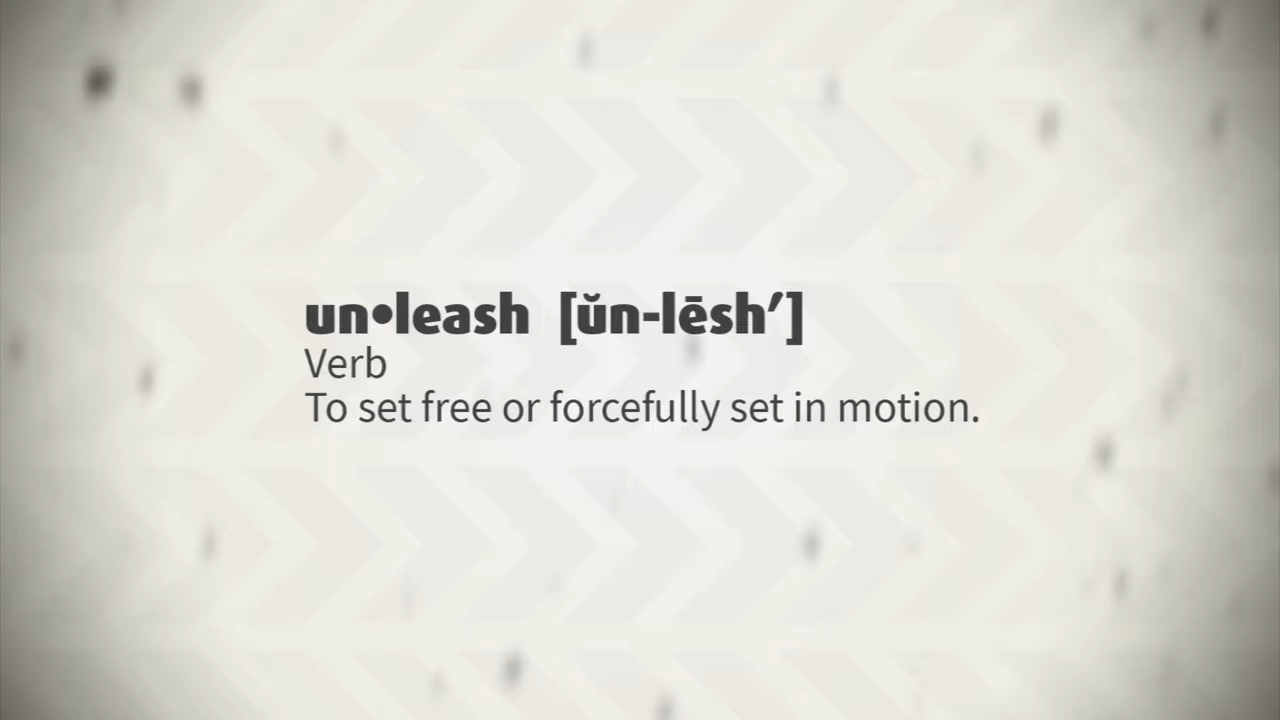 un•leash [ŭn-lēsh′]
Verb
To set free or forcefully set in motion.